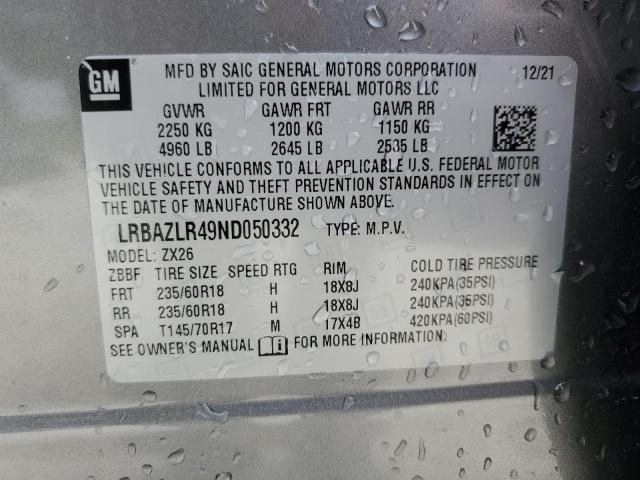 GM
MFD BY SAIC GENERAL MOTORS CORPORATION 12/21
LIMITED FOR GENERAL MOTORS LLC
GVWR GAWR FRT GAWR RR
2250 KG 1200 KG 1150 KG
4960 LB 2645 LB 2535 LB
THIS VEHICLE CONFORMS TO ALL APPLICABLE U.S. FEDERAL MOTOR
VEHICLE SAFETY AND THEFT PREVENTION STANDARDS IN EFFECT ON
THE DATE OF MANUFACTURE SHOWN ABOVE.
LRBAZLR49ND050332 TYPE: M.P.V.
MODEL: ZX26
ZBBF TIRE SIZE SPEED RTG RIM COLD TIRE PRESSURE
FRT 235/60R18 H 18X8J 240KPA(35PSI)
RR 235/60R18 H 18X8J 240KPA(35PSI)
SPA T145/70R17 M 17X4B 420KPA(60PSI)
SEE OWNER'S MANUAL FOR MORE INFORMATION.